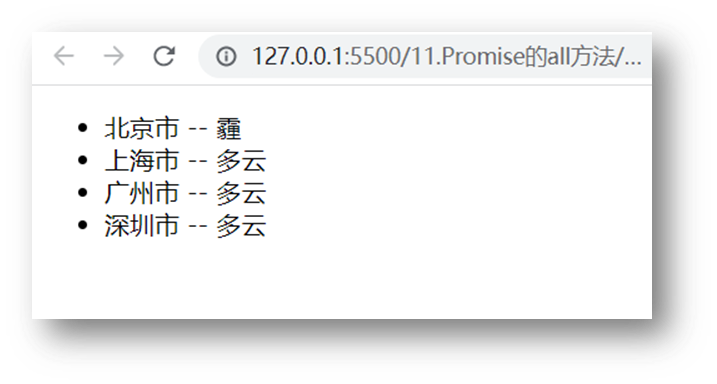 127.0.0.1:5500/11.Promise的all方法/...
北京市 -- 霾
上海市 -- 多云
广州市 -- 多云
深圳市 -- 多云